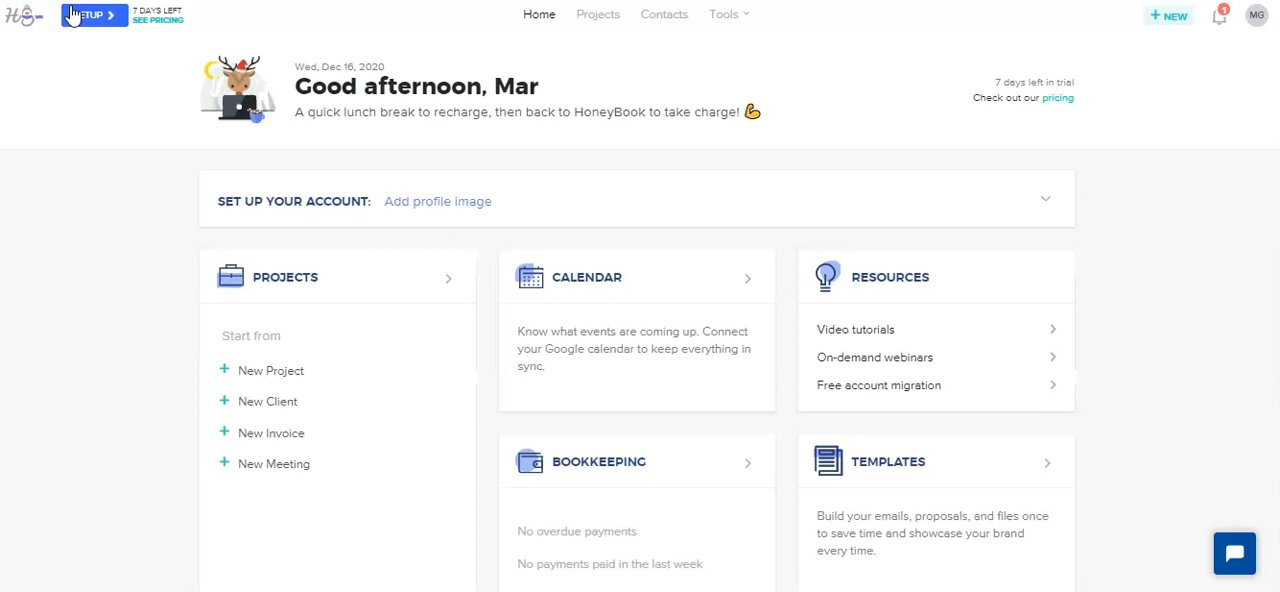 7 DAYS LEFT
SEE PRICING
Home
Projects
Contacts
Tools
+ NEW
1
MG
Wed, Dec 16, 2020
Good afternoon, Mar
A quick lunch break to recharge, then back to HoneyBook to take charge! 💪
7 days left in trial
Check out our pricing
SET UP YOUR ACCOUNT: Add profile image
PROJECTS
Start from
+ New Project
+ New Client
+ New Invoice
+ New Meeting
CALENDAR
Know what events are coming up. Connect
your Google calendar to keep everything in
sync.
RESOURCES
Video tutorials
On-demand webinars
Free account migration
BOOKKEEPING
No overdue payments
No payments paid in the last week
TEMPLATES
Build your emails, proposals, and files once
to save time and showcase your brand
every time.